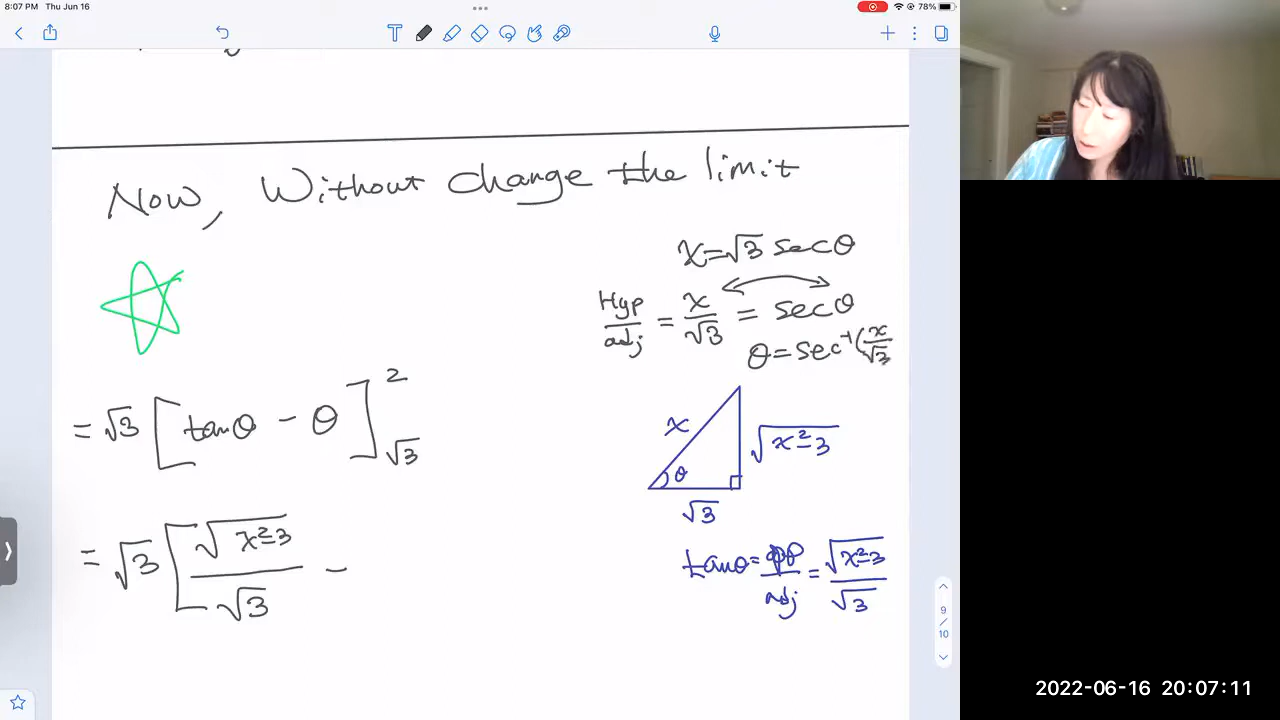 8:07 PM Thu Jun 16
78%
Now, Without change the limit
x=√3 secθ
Hyp/adj = x/√3 = secθ
θ=sec⁻¹(x/√3
= √3 [tanθ - θ]²_√3
x
√x²-3
θ
√3
= √3 [√x²-3/√3 -
tanθ = opp/adj = √x²-3/√3
9
/
10
2022-06-16 20:07:11